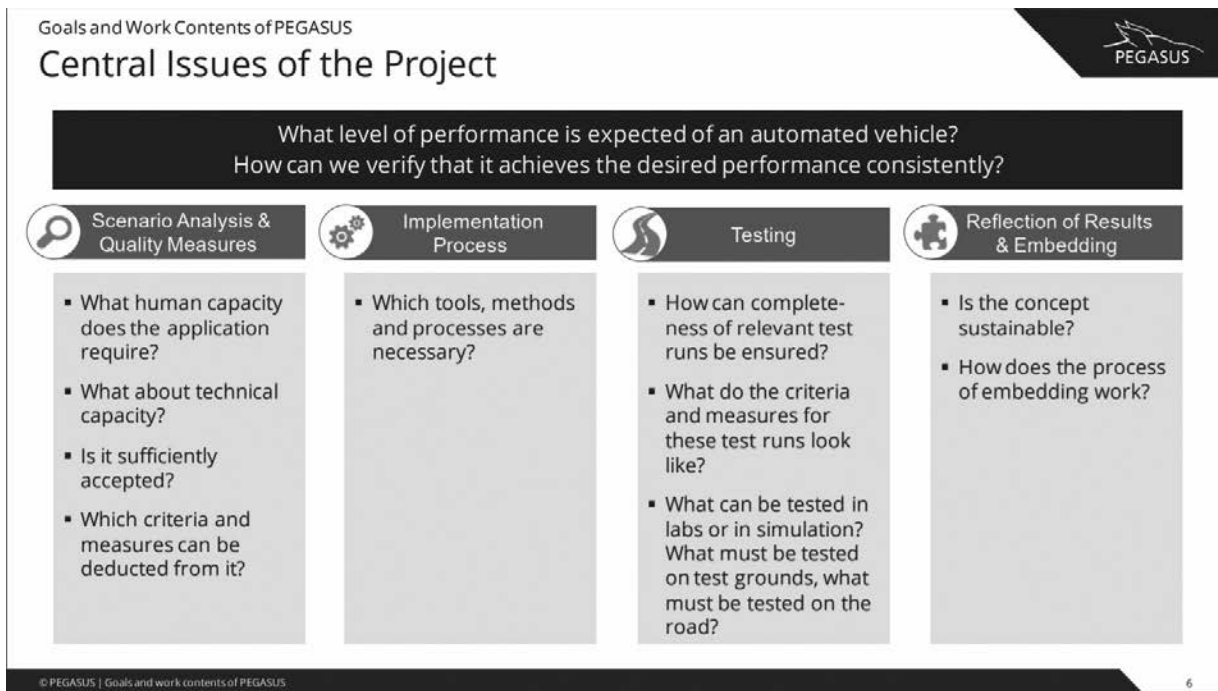 Goals and Work Contents of PEGASUS
Central Issues of the Project
PEGASUS
What level of performance is expected of an automated vehicle?
How can we verify that it achieves the desired performance consistently?
Scenario Analysis &
Quality Measures
▪ What human capacity
does the application
require?
▪ What about technical
capacity?
▪ Is it sufficiently
accepted?
▪ Which criteria and
measures can be
deducted from it?
Implementation
Process
▪ Which tools, methods
and processes are
necessary?
Testing
▪ How can complete-
ness of relevant test
runs be ensured?
▪ What do the criteria
and measures for
these test runs look
like?
▪ What can be tested in
labs or in simulation?
What must be tested
on test grounds, what
must be tested on the
road?
Reflection of Results
& Embedding
▪ Is the concept
sustainable?
▪ How does the process
of embedding work?
© PEGASUS | Goals and work contents of PEGASUS
6